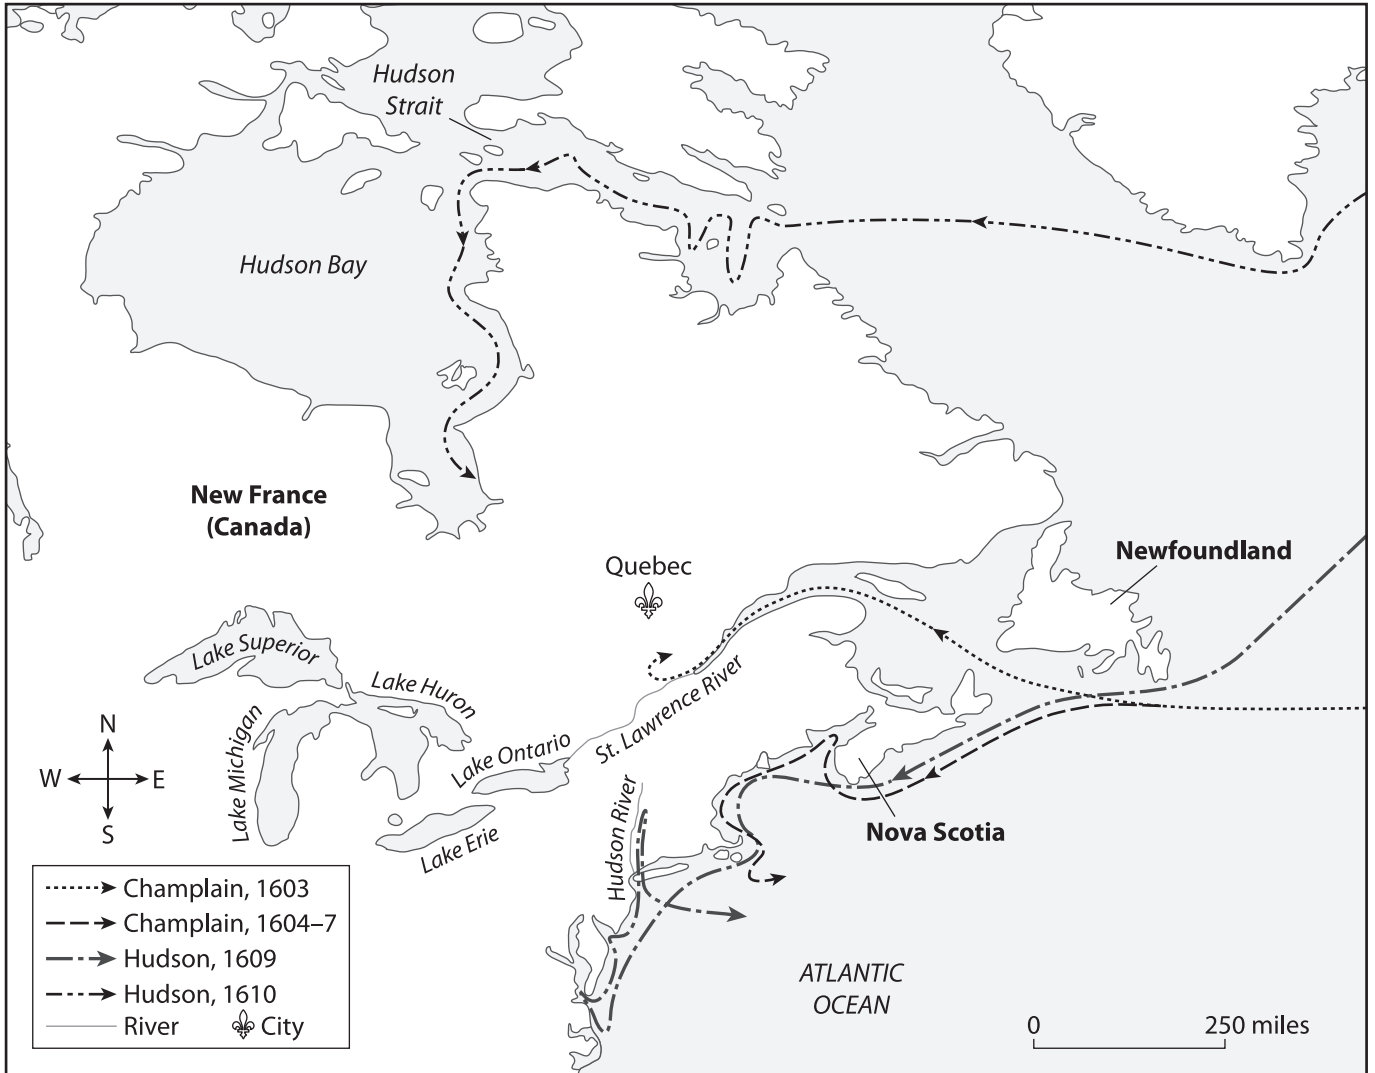 Hudson
Strait
Hudson Bay
New France
(Canada)
Quebec
Newfoundland
Lake Superior
Lake Huron
Lake Michigan
St. Lawrence River
Lake Ontario
Lake Erie
Hudson River
Nova Scotia
N
W
E
S
ATLANTIC
OCEAN
Champlain, 1603
Champlain, 1604–7
Hudson, 1609
Hudson, 1610
River
City
0 250 miles